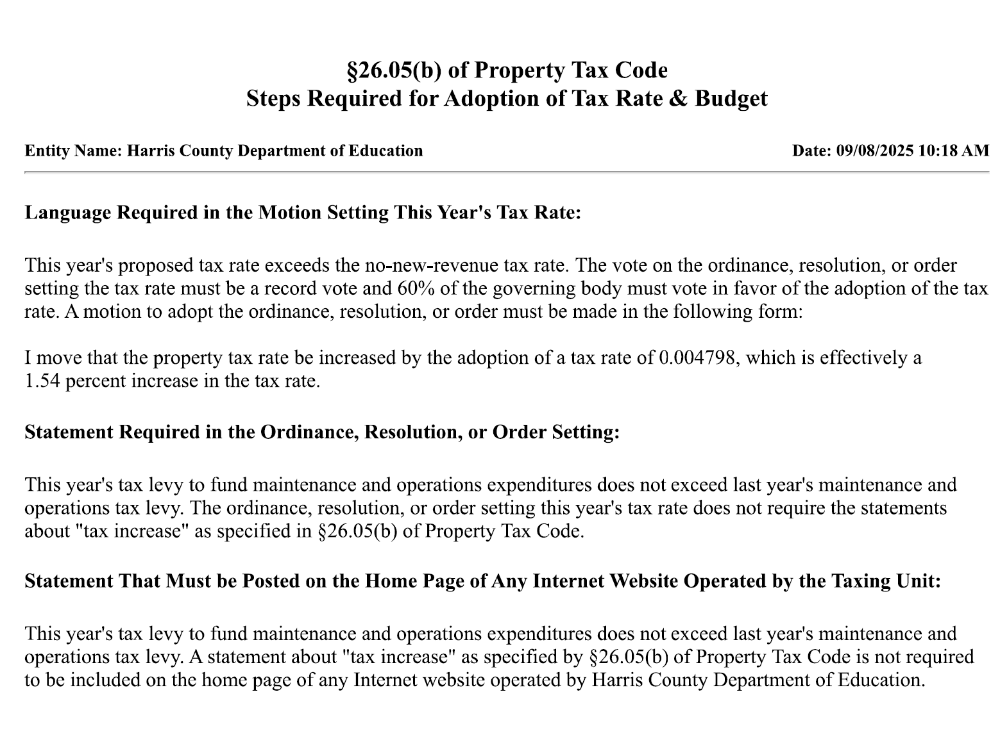 §26.05(b) of Property Tax Code
Steps Required for Adoption of Tax Rate & Budget
Entity Name: Harris County Department of Education Date: 09/08/2025 10:18 AM
Language Required in the Motion Setting This Year's Tax Rate:
This year's proposed tax rate exceeds the no-new-revenue tax rate. The vote on the ordinance, resolution, or order
setting the tax rate must be a record vote and 60% of the governing body must vote in favor of the adoption of the tax
rate. A motion to adopt the ordinance, resolution, or order must be made in the following form:
I move that the property tax rate be increased by the adoption of a tax rate of 0.004798, which is effectively a
1.54 percent increase in the tax rate.
Statement Required in the Ordinance, Resolution, or Order Setting:
This year's tax levy to fund maintenance and operations expenditures does not exceed last year's maintenance and
operations tax levy. The ordinance, resolution, or order setting this year's tax rate does not require the statements
about "tax increase" as specified in §26.05(b) of Property Tax Code.
Statement That Must be Posted on the Home Page of Any Internet Website Operated by the Taxing Unit:
This year's tax levy to fund maintenance and operations expenditures does not exceed last year's maintenance and
operations tax levy. A statement about "tax increase" as specified by §26.05(b) of Property Tax Code is not required
to be included on the home page of any Internet website operated by Harris County Department of Education.